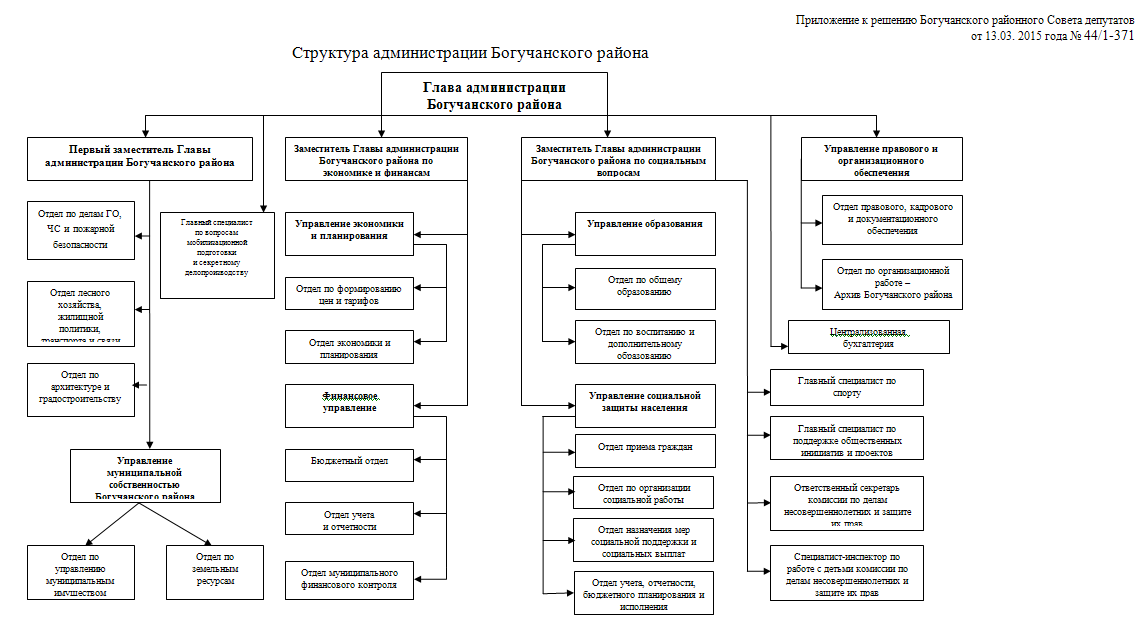 Приложение к решению Богучанского районного Совета депутатов
от 13.03. 2015 года № 44/1-371
Структура администрации Богучанского района
Глава администрации
Богучанского района
Первый заместитель Главы
администрации Богучанского района
Заместитель Главы администрации
Богучанского района по
экономике и финансам
Заместитель Главы администрации
Богучанского района по социальным
вопросам
Управление правового и
организационного
обеспечения
Отдел по делам ГО,
ЧС и пожарной
безопасности
Главный специалист
по вопросам
мобилизационной
подготовки
и секретному
делопроизводству
Отдел лесного
хозяйства,
жилищной
политики,
транспорта и связи
Отдел по
архитектуре и
градостроительству
Управление
муниципальной
собственностью
Богучанского района
Отдел по
управлению
муниципальным
имуществом
Отдел по
земельным
ресурсам
Управление экономики
и планирования
Отдел по формированию
цен и тарифов
Отдел экономики и
планирования
Финансовое
управление
Бюджетный отдел
Отдел учета
и отчетности
Отдел муниципального
финансового контроля
Управление образования
Отдел по общему
образованию
Отдел по воспитанию и
дополнительному
образованию
Управление социальной
защиты населения
Отдел приема граждан
Отдел по организации
социальной работы
Отдел назначения мер
социальной поддержки и
социальных выплат
Отдел учета, отчетности,
бюджетного планирования и
исполнения
Отдел правового, кадрового
и документационного
обеспечения
Отдел по организационной
работе –
Архив Богучанского района
Централизованная
бухгалтерия
Главный специалист по
спорту
Главный специалист по
поддержке общественных
инициатив и проектов
Ответственный секретарь
комиссии по делам
несовершеннолетних и защите
их прав
Специалист-инспектор по
работе с детьми комиссии по
делам несовершеннолетних и
защите их прав